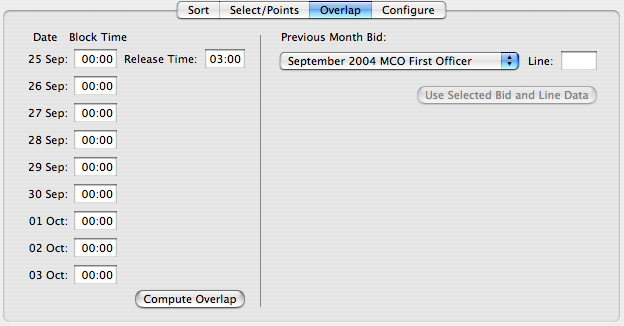 Sort Select/Points Overlap Configure
Date Block Time
25 Sep: 00:00 Release Time: 03:00
26 Sep: 00:00
27 Sep: 00:00
28 Sep: 00:00
29 Sep: 00:00
30 Sep: 00:00
01 Oct: 00:00
02 Oct: 00:00
03 Oct: 00:00
Compute Overlap
Previous Month Bid:
September 2004 MCO First Officer Line:
Use Selected Bid and Line Data